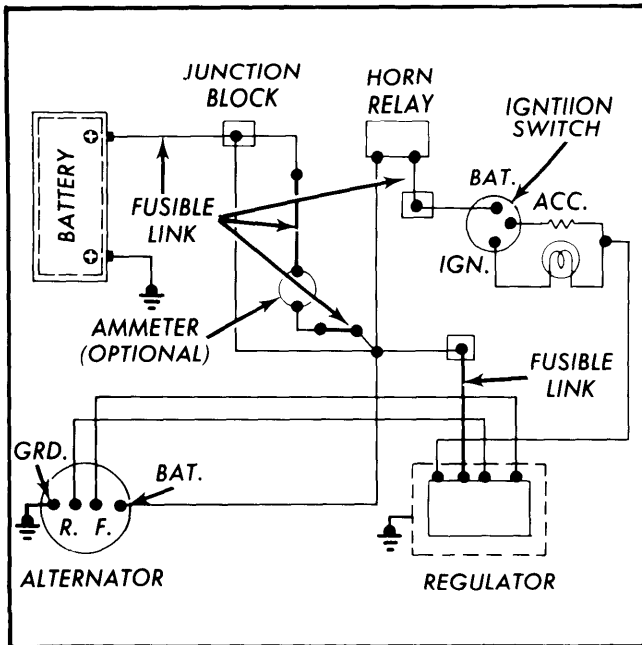 JUNCTION
BLOCK
HORN
RELAY
IGNTIION
SWITCH
BATTERY
BAT.
ACC.
FUSIBLE
LINK
IGN.
AMMETER
(OPTIONAL)
FUSIBLE
LINK
GRD.
BAT.
R. F.
ALTERNATOR
REGULATOR